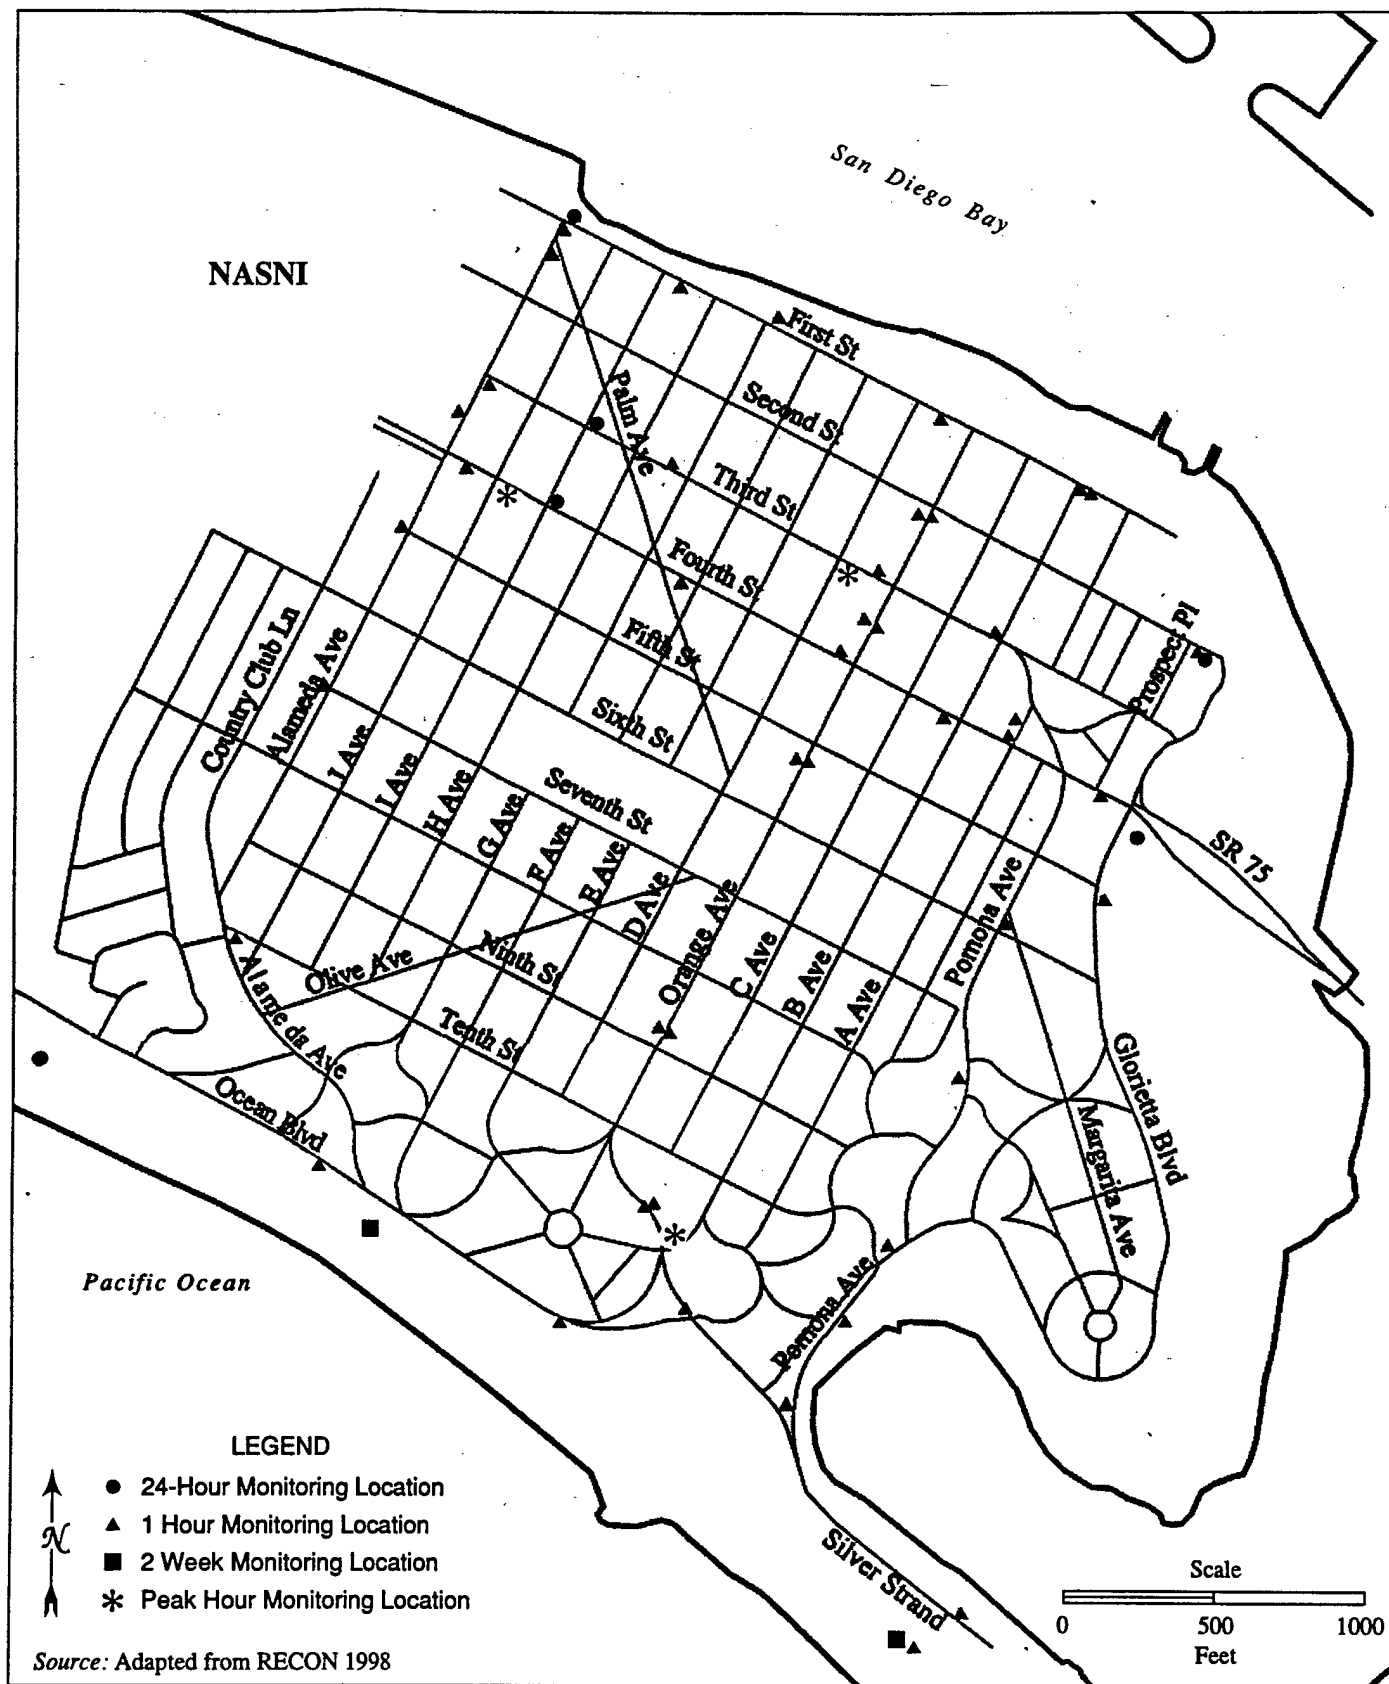 San Diego Bay
NASNI
First St
Palm Ave
Second St
Third St
Fourth St
Fifth St
Prospect Pl
Country Club Ln
Alameda Ave
Sixth St
J Ave
I Ave
H Ave
G Ave
F Ave
E Ave
D Ave
Seventh St
SR 75
Orange Ave
C Ave
B Ave
A Ave
Pomona Ave
Olive Ave
Ninth St
Tenth St
Alameda Ave
Ocean Blvd
Glorietta Blvd
Margarita Ave
Pacific Ocean
Pomona Ave
Silver Strand
LEGEND
24-Hour Monitoring Location
1 Hour Monitoring Location
2 Week Monitoring Location
Peak Hour Monitoring Location
N
Scale
0 500 1000
Feet
Source: Adapted from RECON 1998